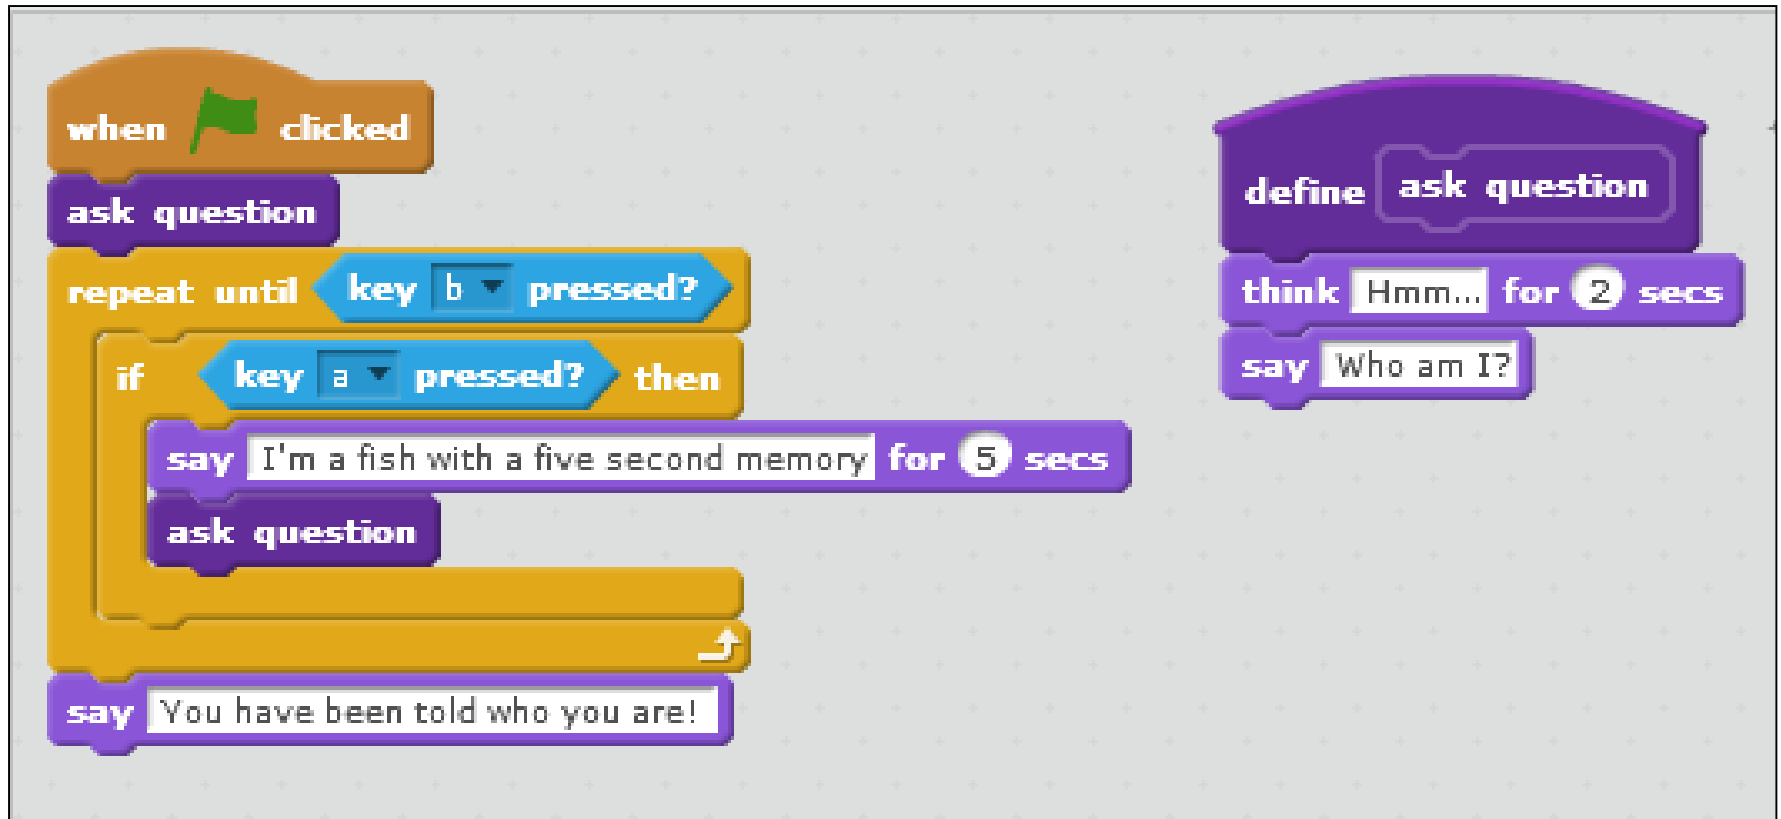 when clicked
ask question
repeat until key b pressed?
if key a pressed? then
say I'm a fish with a five second memory for 5 secs
ask question
say You have been told who you are!
define ask question
think Hmm... for 2 secs
say Who am I?